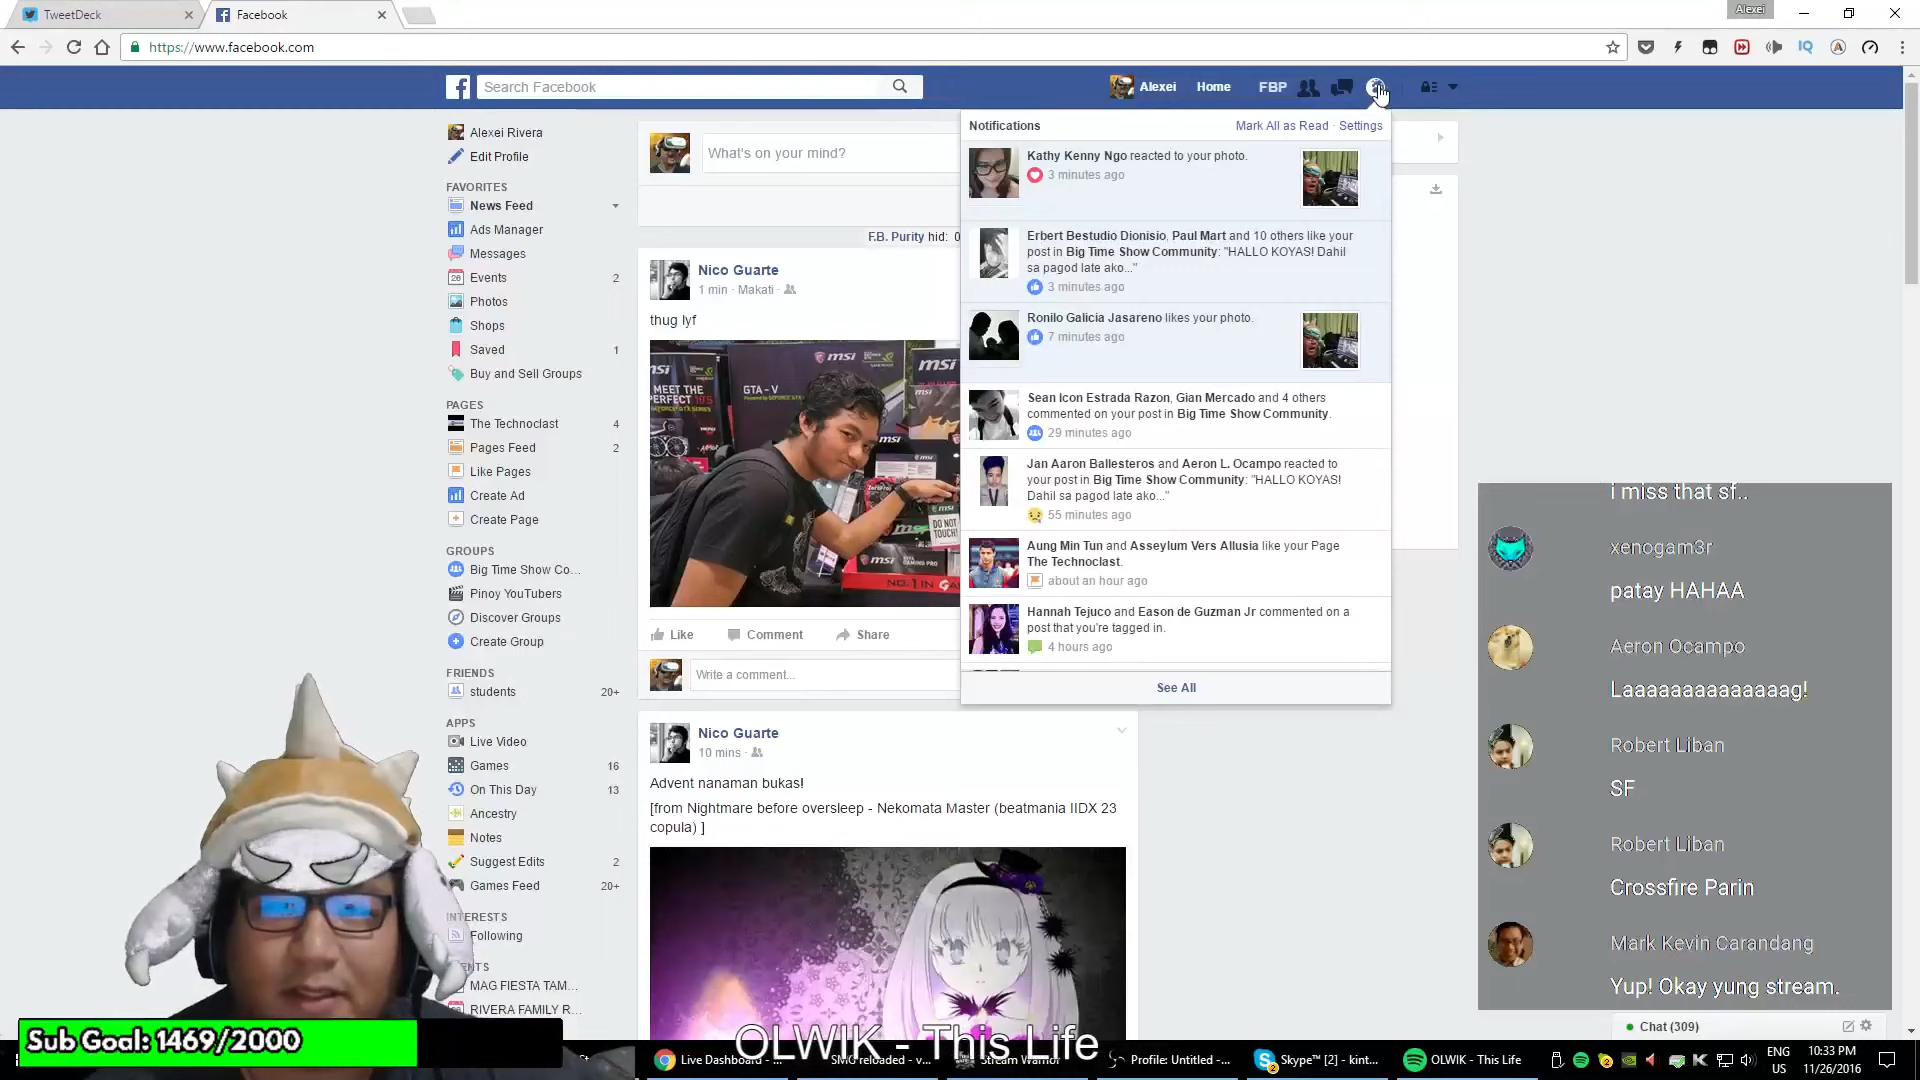 TweetDeck
Facebook
Alexei
https://www.facebook.com
Search Facebook
Alexei
Home
FBP
Alexei Rivera
Edit Profile
FAVORITES
News Feed
Ads Manager
Messages
Events 2
Photos
Shops
Saved 1
Buy and Sell Groups
PAGES
The Technoclast 4
Pages Feed 2
Like Pages
Create Ad
Create Page
GROUPS
Big Time Show Co...
Pinoy YouTubers
Discover Groups
Create Group
FRIENDS
students 20+
APPS
Live Video
Games 16
On This Day 13
Ancestry
Notes
Suggest Edits 2
Games Feed 20+
INTERESTS
Following
MAG FIESTA TAM...
RIVERA FAMILY R...
What's on your mind?
F.B. Purity hid: 0
Nico Guarte
1 min · Makati ·
thug lyf
msi
GTA - V
MEET THE
PERFECT 10'S
DO NOT
TOUCH!
Like Comment Share
Write a comment...
Nico Guarte
10 mins ·
Advent nanaman bukas!
[from Nightmare before oversleep - Nekomata Master (beatmania IIDX 23
copula) ]
Notifications
Mark All as Read · Settings
Kathy Kenny Ngo reacted to your photo.
3 minutes ago
Erbert Bestudio Dionisio, Paul Mart and 10 others like your
post in Big Time Show Community: "HALLO KOYAS! Dahil
sa pagod late ako..."
3 minutes ago
Ronilo Galicia Jasareno likes your photo.
7 minutes ago
Sean Icon Estrada Razon, Gian Mercado and 4 others
commented on your post in Big Time Show Community.
29 minutes ago
Jan Aaron Ballesteros and Aeron L. Ocampo reacted to
your post in Big Time Show Community: "HALLO KOYAS!
Dahil sa pagod late ako..."
55 minutes ago
Aung Min Tun and Asseylum Vers Allusia like your Page
The Technoclast.
about an hour ago
Hannah Tejuco and Eason de Guzman Jr commented on a
post that you're tagged in.
4 hours ago
See All
i miss that sf..
xenogam3r
patay HAHAA
Aeron Ocampo
Laaaaaaaaaaaaag!
Robert Liban
SF
Robert Liban
Crossfire Parin
Mark Kevin Carandang
Yup! Okay yung stream.
Chat (309)
Sub Goal: 1469/2000
OLWIK - This Life
Live Dashboard -...
Stream Warrior
Profile: Untitled -...
Skype™ [2] - kint...
OLWIK - This Life
ENG
US
10:33 PM
11/26/2016